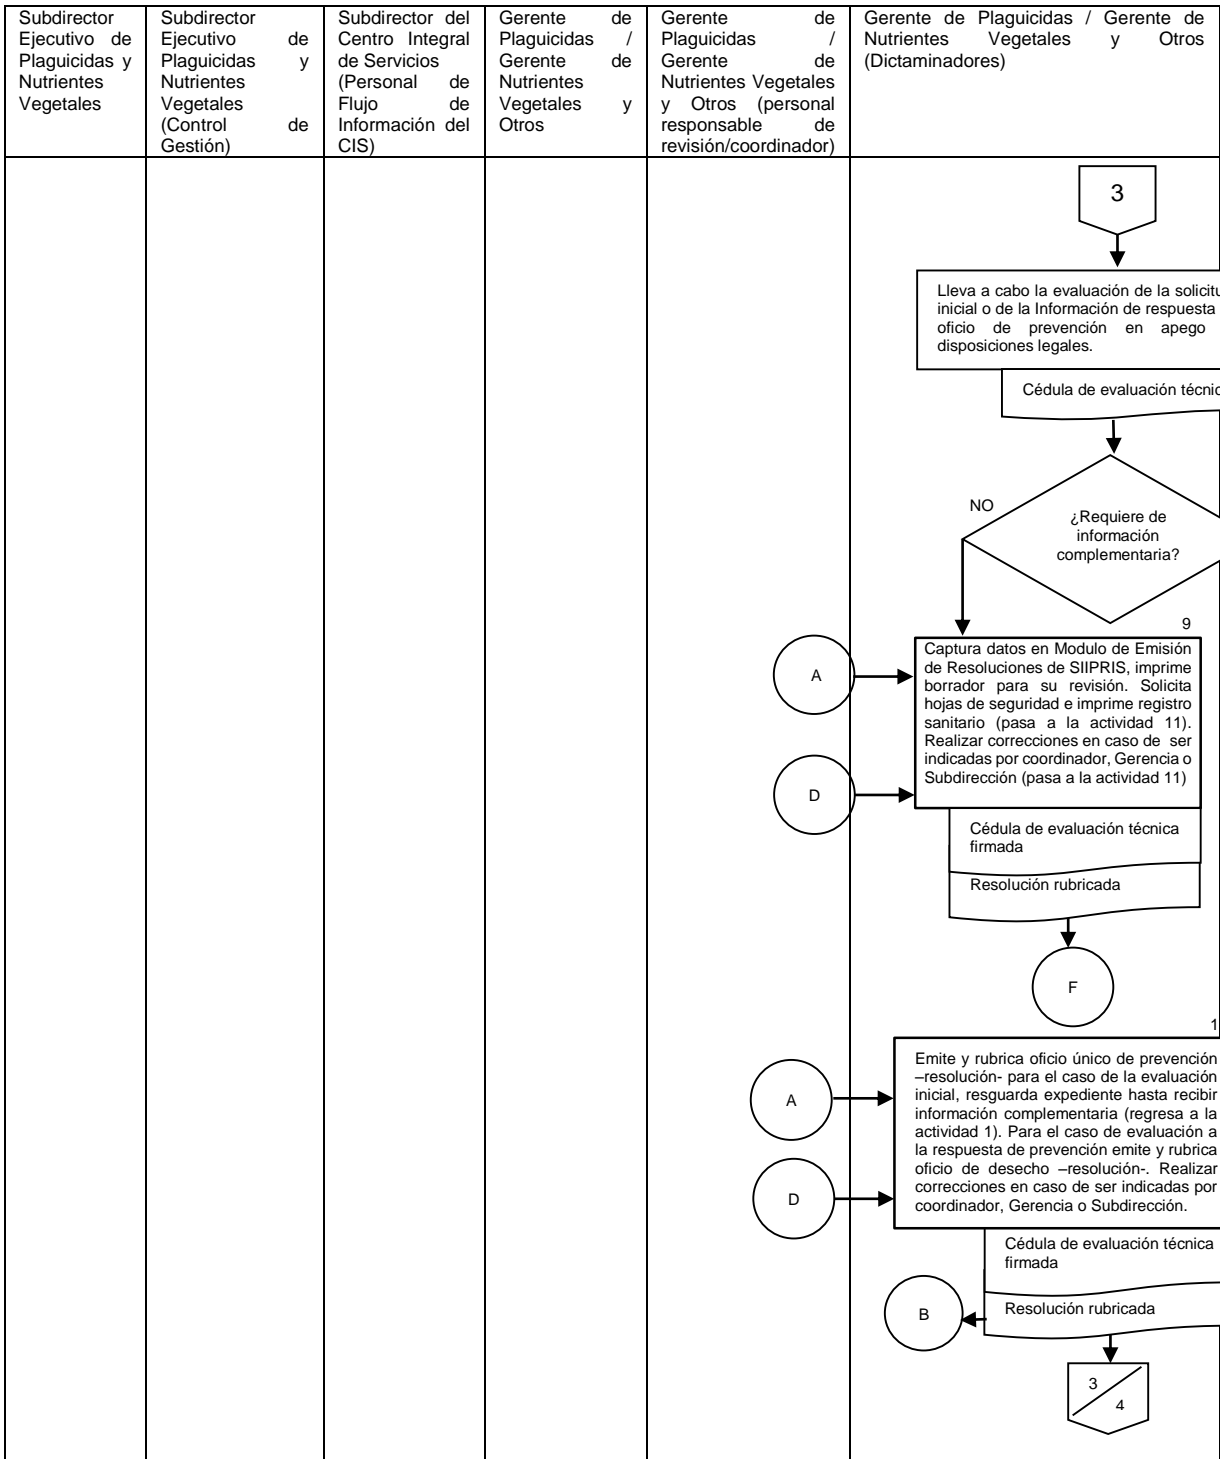 Subdirector
Ejecutivo de
Plaguicidas y
Nutrientes
Vegetales
Subdirector
Ejecutivo de
Plaguicidas y
Nutrientes
Vegetales
(Control de
Gestión)
Subdirector del
Centro Integral
de Servicios
(Personal de
Flujo de
Información del
CIS)
Gerente de
Plaguicidas /
Gerente de
Nutrientes
Vegetales y
Otros
Gerente de
Plaguicidas /
Gerente de
Nutrientes Vegetales
y Otros (personal
responsable de
revisión/coordinador)
Gerente de Plaguicidas / Gerente de
Nutrientes Vegetales y Otros
(Dictaminadores)
3
Lleva a cabo la evaluación de la solicitu
inicial o de la Información de respuesta
oficio de prevención en apego
disposiciones legales.
Cédula de evaluación técnic
NO
¿Requiere de
información
complementaria?
9
A
Captura datos en Modulo de Emisión
de Resoluciones de SIIPRIS, imprime
borrador para su revisión. Solicita
hojas de seguridad e imprime registro
sanitario (pasa a la actividad 11).
Realizar correcciones en caso de ser
indicadas por coordinador, Gerencia o
Subdirección (pasa a la actividad 11)
D
Cédula de evaluación técnica
firmada
Resolución rubricada
F
1
A
Emite y rubrica oficio único de prevención
–resolución- para el caso de la evaluación
inicial, resguarda expediente hasta recibir
información complementaria (regresa a la
actividad 1). Para el caso de evaluación a
la respuesta de prevención emite y rubrica
oficio de desecho –resolución-. Realizar
correcciones en caso de ser indicadas por
coordinador, Gerencia o Subdirección.
D
Cédula de evaluación técnica
firmada
B
Resolución rubricada
3
4